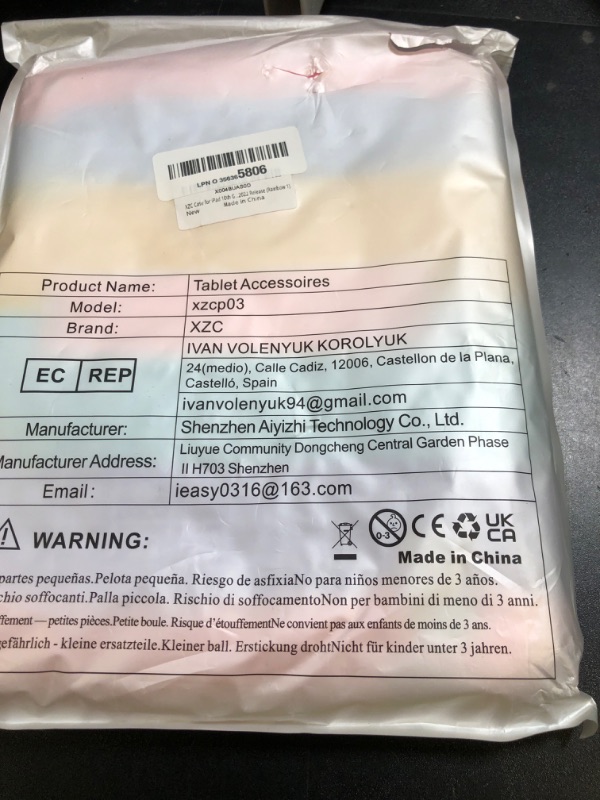 LPN O 5806
New
Made in China
Product Name: Tablet Accessoires
Model: xzcp03
Brand: XZC
EC REP
IVAN VOLENYUK KOROLYUK
24(medio), Calle Cadiz, 12006, Castellon de la Plana,
Castelló, Spain
ivanvolenyuk94@gmail.com
Manufacturer: Shenzhen Aiyizhi Technology Co., Ltd.
Manufacturer Address: Liuyue Community Dongcheng Central Garden Phase
II H703 Shenzhen
Email: ieasy0316@163.com
WARNING:
0-3 CE UK
CA
Made in China
partes pequeñas.Pelota pequeña. Riesgo de asfixiaNo para niños menores de 3 años.
chio soffocanti.Palla piccola. Rischio di soffocamentoNon per bambini di meno di 3 anni.
ffement — petites pièces.Petite boule. Risque d'étouffementNe convient pas aux enfants de moins de 3 ans.
gefährlich - kleine ersatzteile.Kleiner ball. Erstickung drohtNicht für kinder unter 3 jahren.